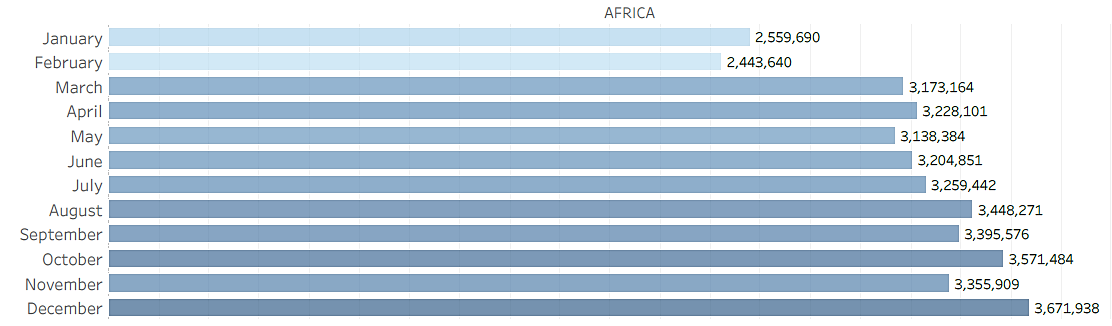 AFRICA
January 2,559,690
February 2,443,640
March 3,173,164
April 3,228,101
May 3,138,384
June 3,204,851
July 3,259,442
August 3,448,271
September 3,395,576
October 3,571,484
November 3,355,909
December 3,671,938